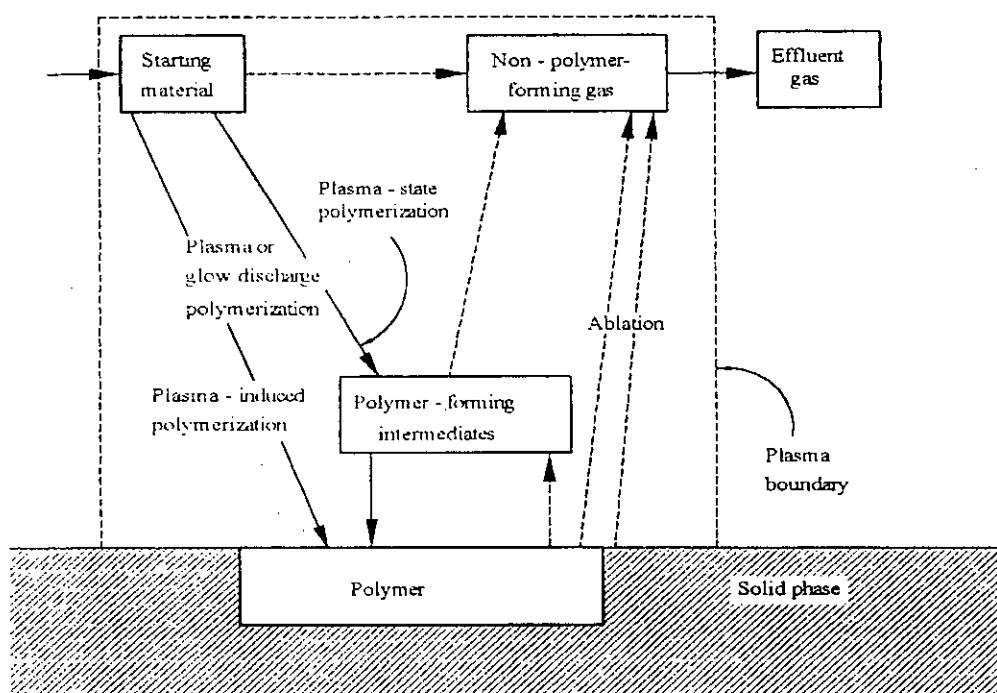 Starting
material
Non - polymer-
forming gas
Effluent
gas
Plasma - state
polymerization
Plasma or
glow discharge
polymerization
Ablation
Plasma - induced
polymerization
Polymer - forming
intermediates
Plasma
boundary
Polymer
Solid phase